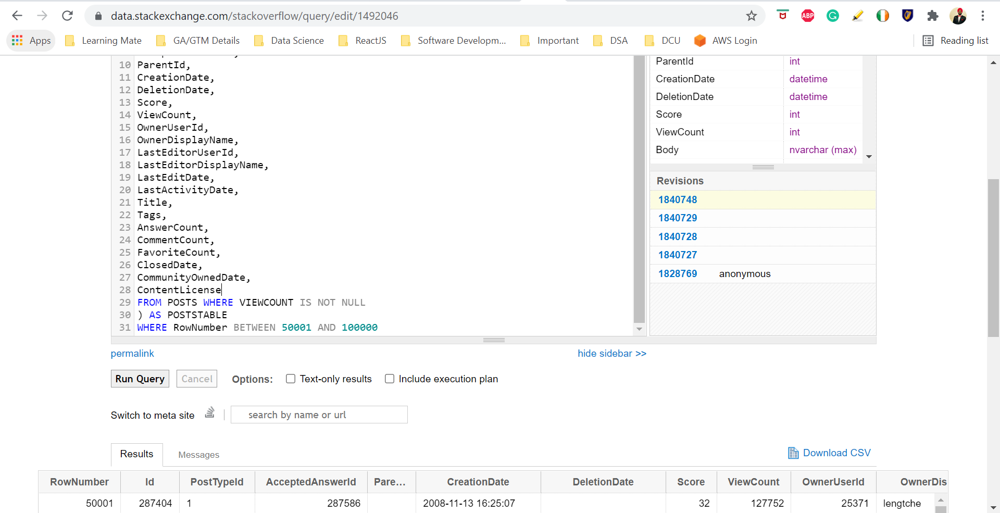 data.stackexchange.com/stackoverflow/query/edit/1492046
ABP
Apps
Learning Mate
GA/GTM Details
Data Science
ReactJS
Software Developm...
Important
DSA
DCU
AWS Login
Reading list
10 ParentId,
11 CreationDate,
12 DeletionDate,
13 Score,
14 ViewCount,
15 OwnerUserId,
16 OwnerDisplayName,
17 LastEditorUserId,
18 LastEditorDisplayName,
19 LastEditDate,
20 LastActivityDate,
21 Title,
22 Tags,
23 AnswerCount,
24 CommentCount,
25 FavoriteCount,
26 ClosedDate,
27 CommunityOwnedDate,
28 ContentLicense
29 FROM POSTS WHERE VIEWCOUNT IS NOT NULL
30 ) AS POSTSTABLE
31 WHERE RowNumber BETWEEN 50001 AND 100000
ParentId int
CreationDate datetime
DeletionDate datetime
Score int
ViewCount int
Body nvarchar (max)
Revisions
1840748
1840729
1840728
1840727
1828769 anonymous
permalink
hide sidebar >>
Run Query Cancel Options: Text-only results Include execution plan
Switch to meta site search by name or url
Results Messages Download CSV
RowNumber Id PostTypeId AcceptedAnswerId Pare... CreationDate DeletionDate Score ViewCount OwnerUserId OwnerDis
50001 287404 1 287586 2008-11-13 16:25:07 32 127752 25371 lengtche